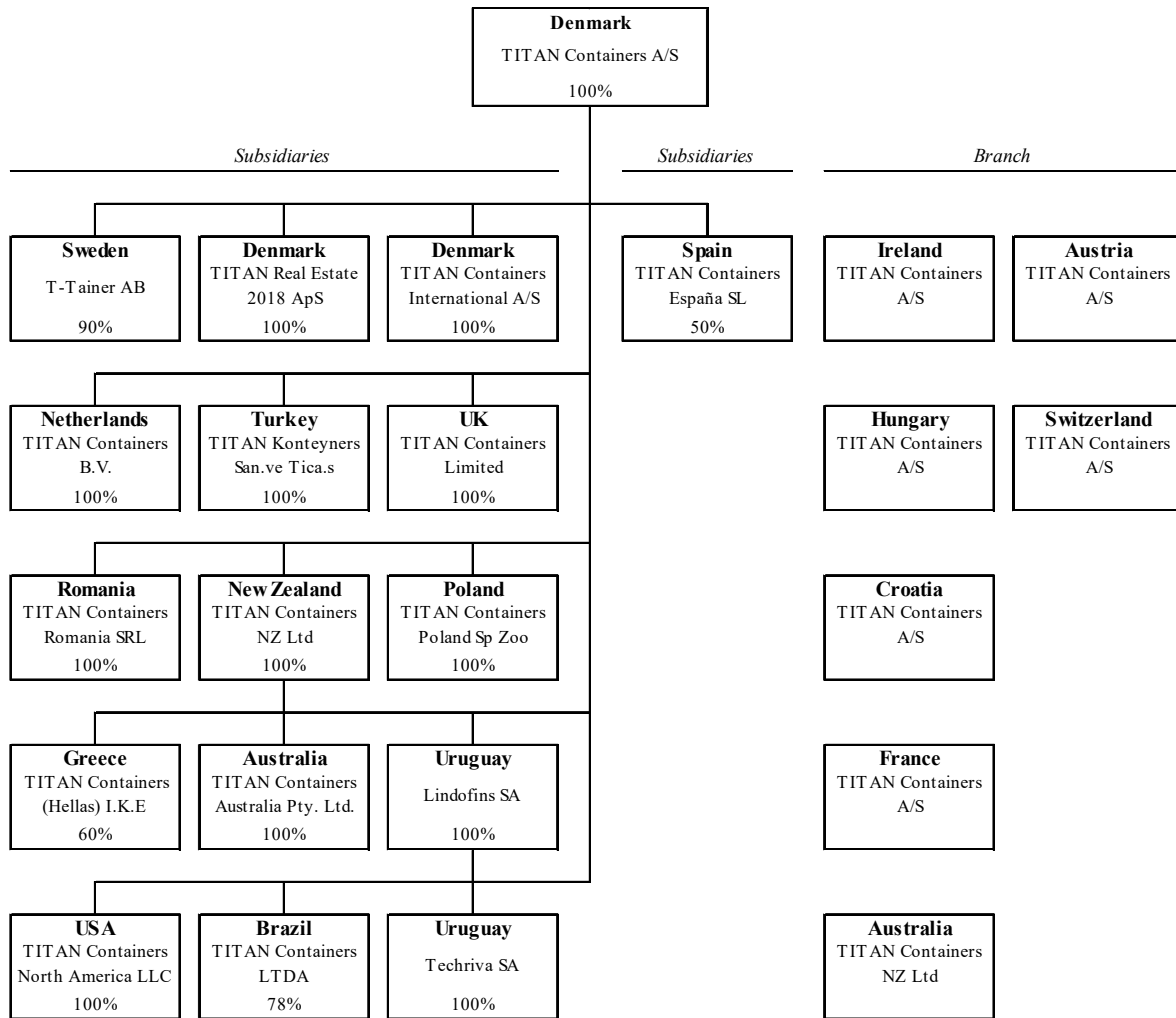 Denmark
TITAN Containers A/S
100%
Subsidiaries
Subsidiaries
Branch
Sweden
T-Tainer AB
90%
Denmark
TITAN Real Estate
2018 ApS
100%
Denmark
TITAN Containers
International A/S
100%
Spain
TITAN Containers
España SL
50%
Ireland
TITAN Containers
A/S
Austria
TITAN Containers
A/S
Netherlands
TITAN Containers
B.V.
100%
Turkey
TITAN Konteyners
San.ve Tica.s
100%
UK
TITAN Containers
Limited
100%
Hungary
TITAN Containers
A/S
Switzerland
TITAN Containers
A/S
Romania
TITAN Containers
Romania SRL
100%
New Zealand
TITAN Containers
NZ Ltd
100%
Poland
TITAN Containers
Poland Sp Zoo
100%
Croatia
TITAN Containers
A/S
Greece
TITAN Containers
(Hellas) I.K.E
60%
Australia
TITAN Containers
Australia Pty. Ltd.
100%
Uruguay
Lindofins SA
100%
France
TITAN Containers
A/S
USA
TITAN Containers
North America LLC
100%
Brazil
TITAN Containers
LTDA
78%
Uruguay
Techriva SA
100%
Australia
TITAN Containers
NZ Ltd